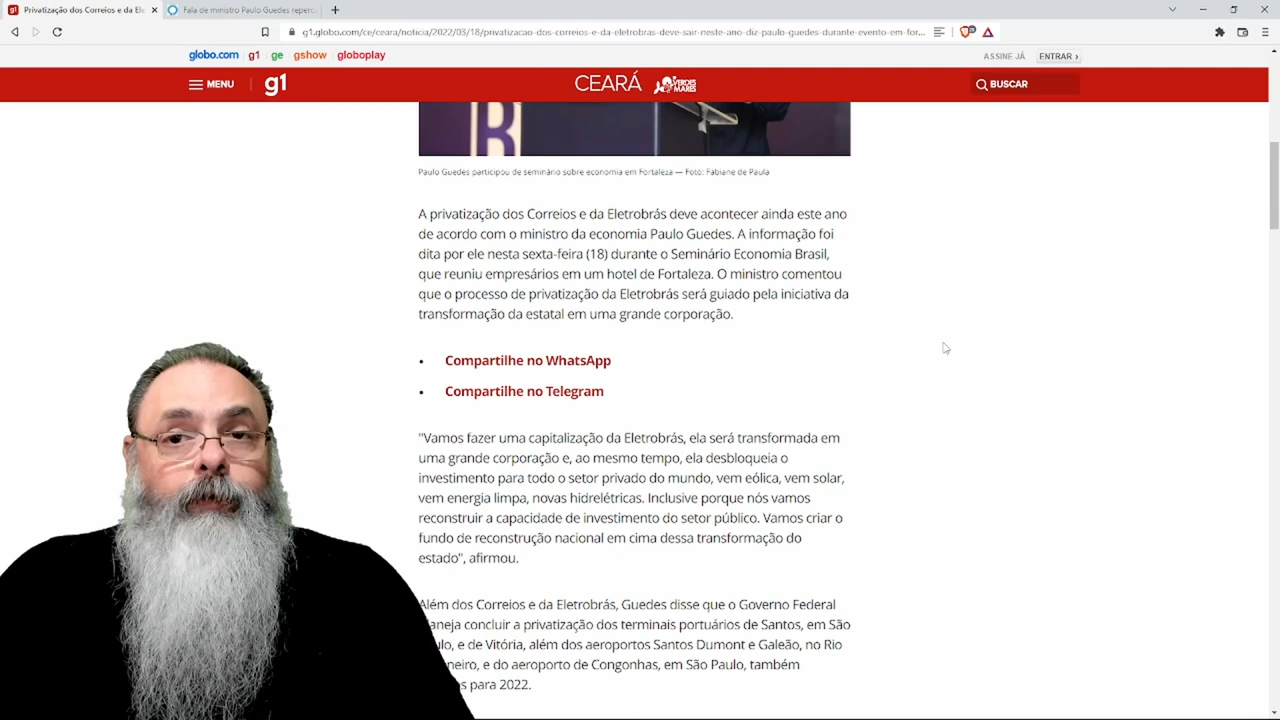 Privatização dos Correios e da Ele
Fala de ministro Paulo Guedes reperc
g1.globo.com/ce/ceara/noticia/2022/03/18/privatizacao-dos-correios-e-da-eletrobras-deve-sair-neste-ano-diz-paulo-guedes-durante-evento-em-for...
globo.com g1 ge gshow globoplay
ASSINE JÁ ENTRAR ›
MENU g1 CEARÁ VERDES MARES BUSCAR
Paulo Guedes participou de seminário sobre economia em Fortaleza — Foto: Fabiane de Paula
A privatização dos Correios e da Eletrobrás deve acontecer ainda este ano
de acordo com o ministro da economia Paulo Guedes. A informação foi
dita por ele nesta sexta-feira (18) durante o Seminário Economia Brasil,
que reuniu empresários em um hotel de Fortaleza. O ministro comentou
que o processo de privatização da Eletrobrás será guiado pela iniciativa da
transformação da estatal em uma grande corporação.
• Compartilhe no WhatsApp
• Compartilhe no Telegram
"Vamos fazer uma capitalização da Eletrobrás, ela será transformada em
uma grande corporação e, ao mesmo tempo, ela desbloqueia o
investimento para todo o setor privado do mundo, vem eólica, vem solar,
vem energia limpa, novas hidrelétricas. Inclusive porque nós vamos
reconstruir a capacidade de investimento do setor público. Vamos criar o
fundo de reconstrução nacional em cima dessa transformação do
estado", afirmou.
Além dos Correios e da Eletrobrás, Guedes disse que o Governo Federal
aneja concluir a privatização dos terminais portuários de Santos, em São
ulo, e de Vitória, além dos aeroportos Santos Dumont e Galeão, no Rio
neiro, e do aeroporto de Congonhas, em São Paulo, também
s para 2022.